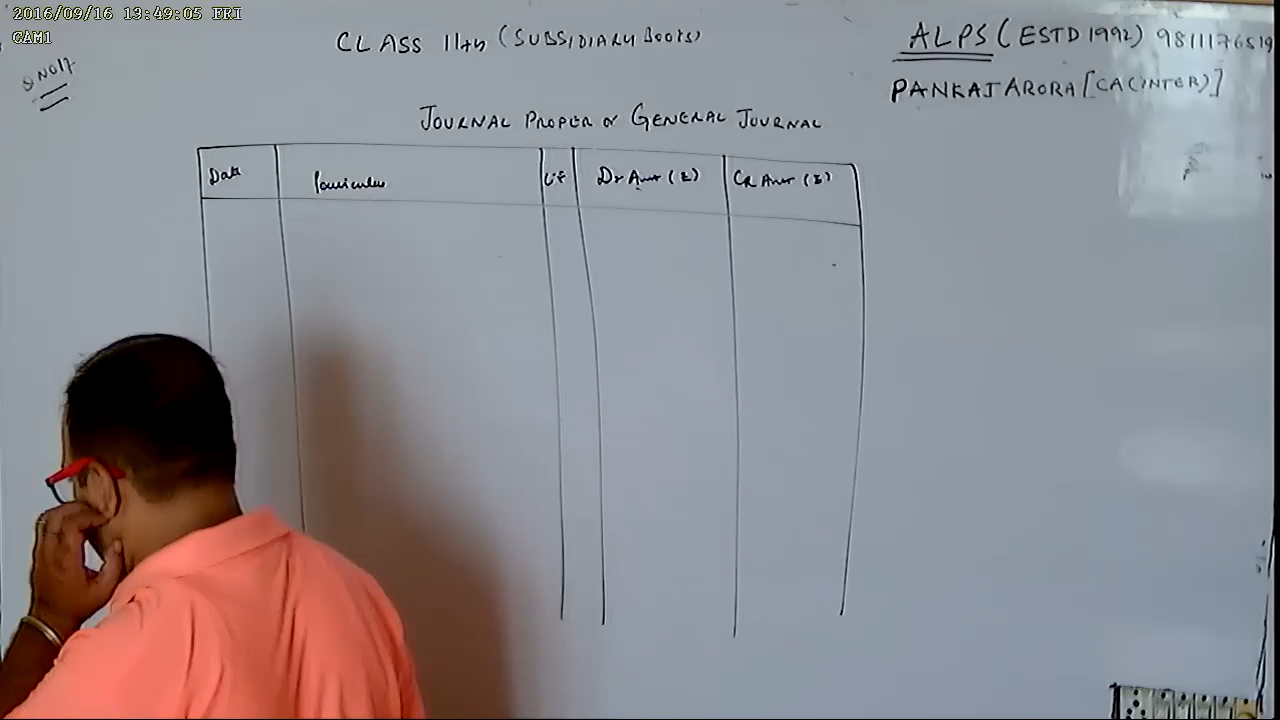 2016/09/16 13:49:05 FRI
CAM1
CLASS 11th (SUBSIDIARY BOOKS)
ALPS (ESTD 1992) 9811176519
PANKAJ ARORA [CA(INTER)]
Q NO 17
JOURNAL PROPER or GENERAL JOURNAL
Date Particulars L.F Dr Amt (₹) CR Amt (₹)